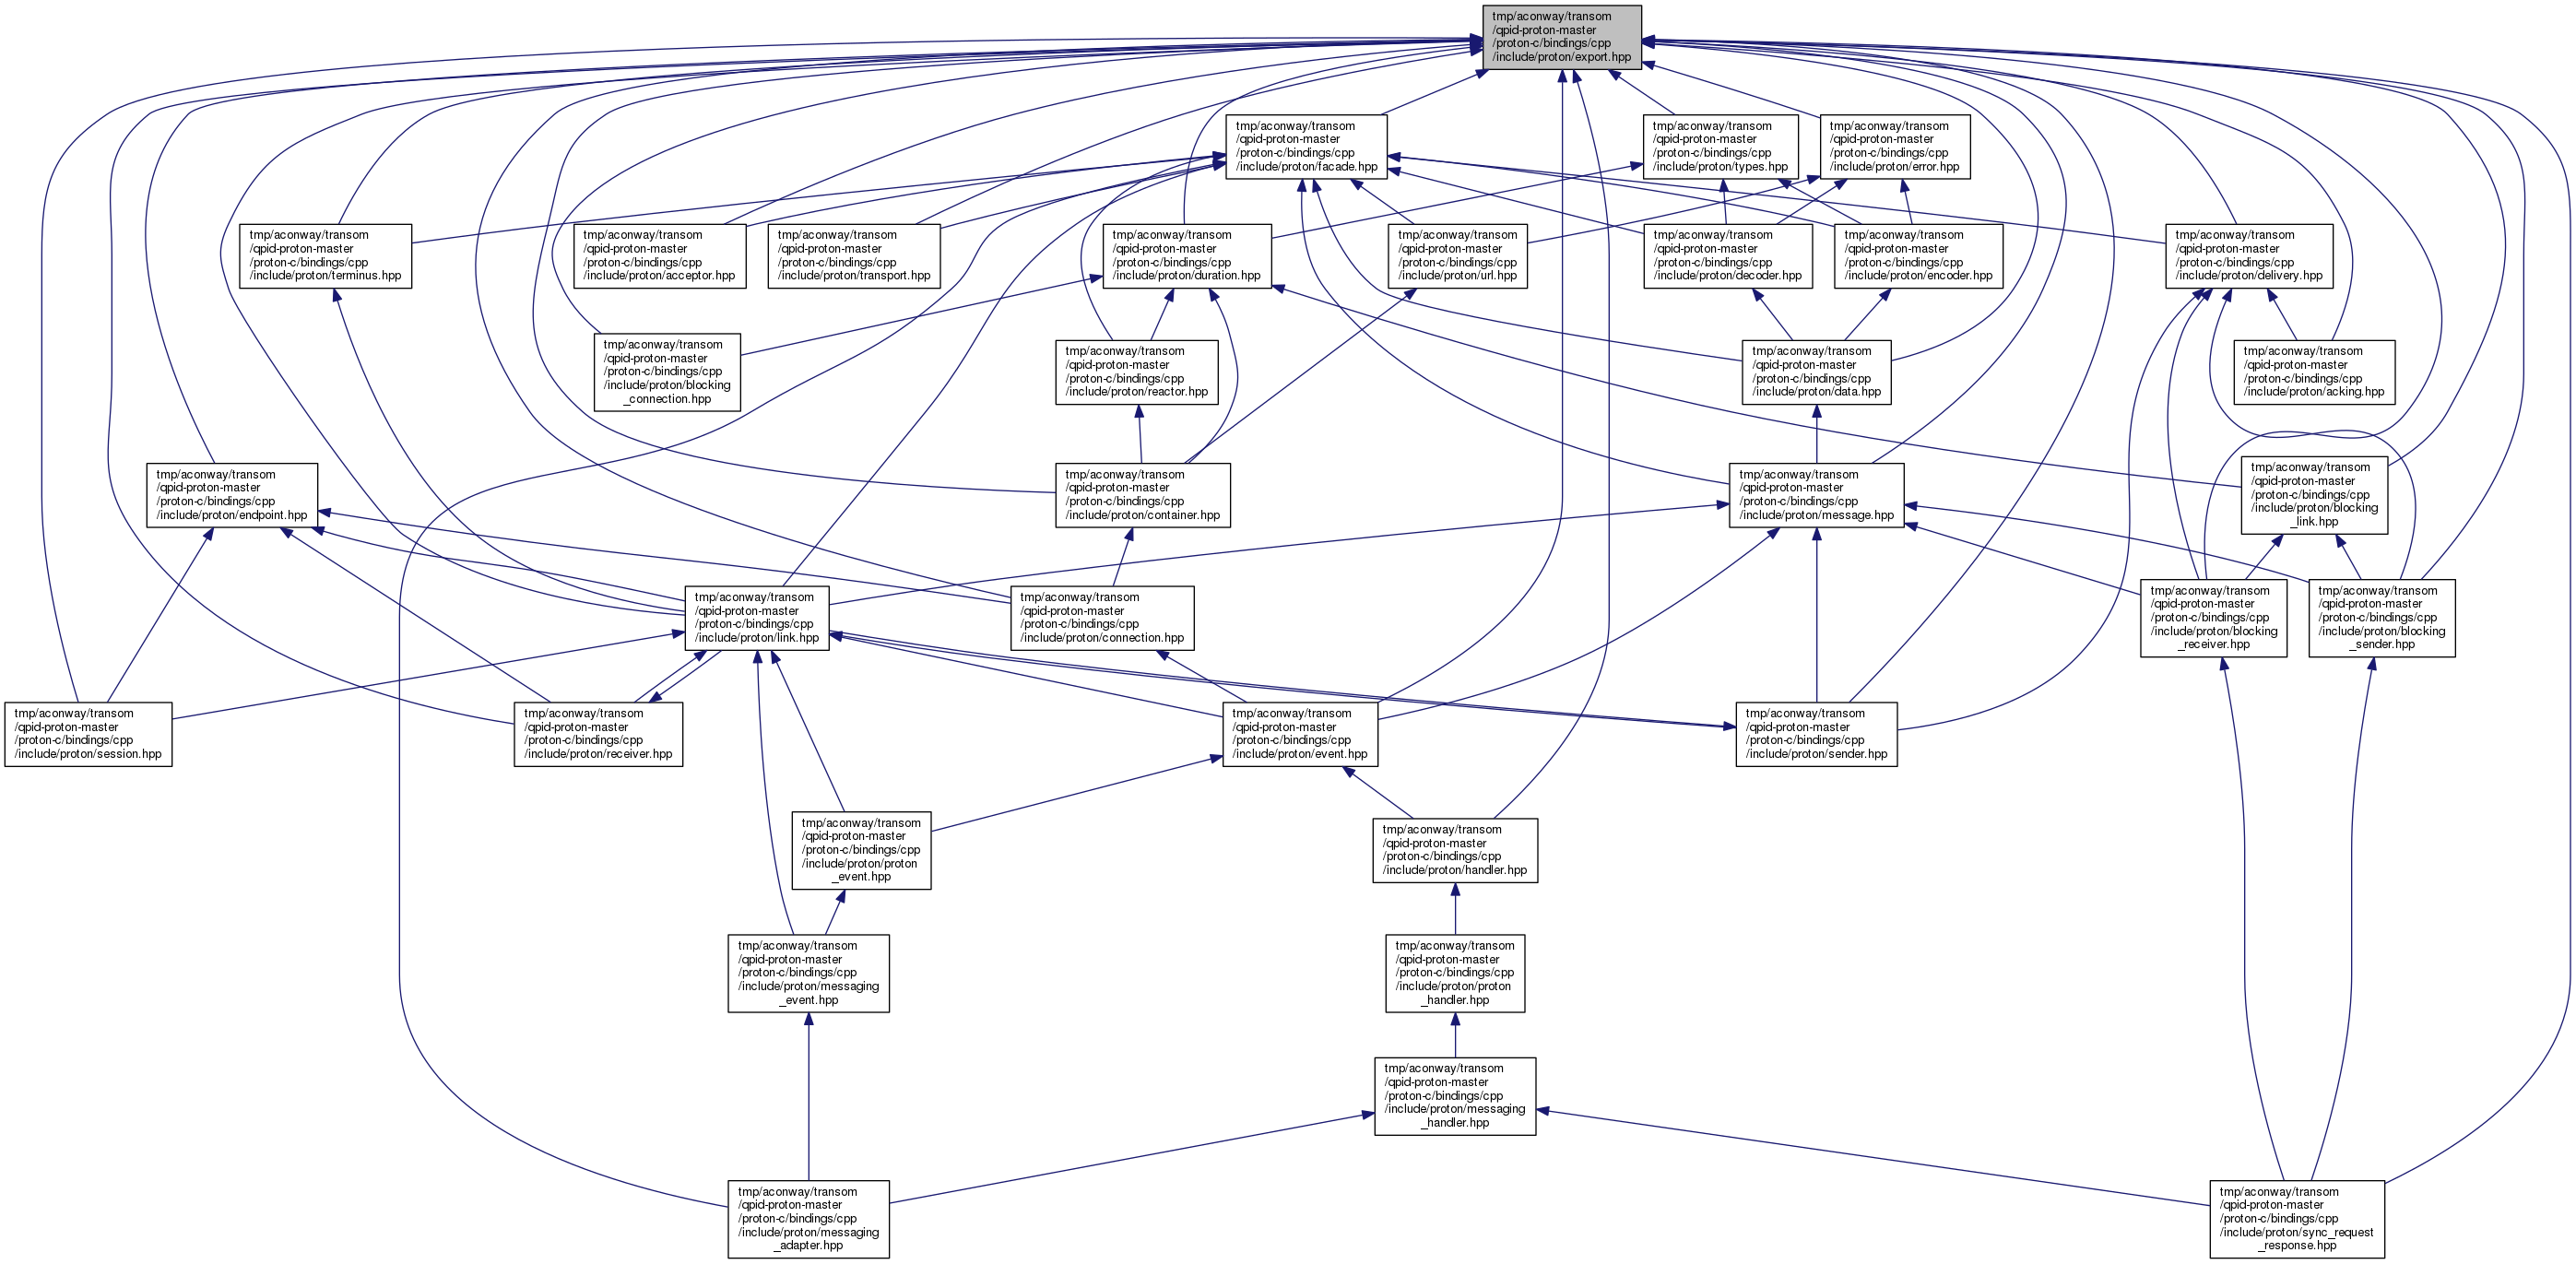 tmp/aconway/transom
/qpid-proton-master
/proton-c/bindings/cpp
/include/proton/export.hpp
tmp/aconway/transom
/qpid-proton-master
/proton-c/bindings/cpp
/include/proton/facade.hpp
tmp/aconway/transom
/qpid-proton-master
/proton-c/bindings/cpp
/include/proton/types.hpp
tmp/aconway/transom
/qpid-proton-master
/proton-c/bindings/cpp
/include/proton/error.hpp
tmp/aconway/transom
/qpid-proton-master
/proton-c/bindings/cpp
/include/proton/terminus.hpp
tmp/aconway/transom
/qpid-proton-master
/proton-c/bindings/cpp
/include/proton/acceptor.hpp
tmp/aconway/transom
/qpid-proton-master
/proton-c/bindings/cpp
/include/proton/transport.hpp
tmp/aconway/transom
/qpid-proton-master
/proton-c/bindings/cpp
/include/proton/duration.hpp
tmp/aconway/transom
/qpid-proton-master
/proton-c/bindings/cpp
/include/proton/url.hpp
tmp/aconway/transom
/qpid-proton-master
/proton-c/bindings/cpp
/include/proton/decoder.hpp
tmp/aconway/transom
/qpid-proton-master
/proton-c/bindings/cpp
/include/proton/encoder.hpp
tmp/aconway/transom
/qpid-proton-master
/proton-c/bindings/cpp
/include/proton/delivery.hpp
tmp/aconway/transom
/qpid-proton-master
/proton-c/bindings/cpp
/include/proton/blocking
_connection.hpp
tmp/aconway/transom
/qpid-proton-master
/proton-c/bindings/cpp
/include/proton/reactor.hpp
tmp/aconway/transom
/qpid-proton-master
/proton-c/bindings/cpp
/include/proton/data.hpp
tmp/aconway/transom
/qpid-proton-master
/proton-c/bindings/cpp
/include/proton/acking.hpp
tmp/aconway/transom
/qpid-proton-master
/proton-c/bindings/cpp
/include/proton/endpoint.hpp
tmp/aconway/transom
/qpid-proton-master
/proton-c/bindings/cpp
/include/proton/container.hpp
tmp/aconway/transom
/qpid-proton-master
/proton-c/bindings/cpp
/include/proton/message.hpp
tmp/aconway/transom
/qpid-proton-master
/proton-c/bindings/cpp
/include/proton/blocking
_link.hpp
tmp/aconway/transom
/qpid-proton-master
/proton-c/bindings/cpp
/include/proton/link.hpp
tmp/aconway/transom
/qpid-proton-master
/proton-c/bindings/cpp
/include/proton/connection.hpp
tmp/aconway/transom
/qpid-proton-master
/proton-c/bindings/cpp
/include/proton/blocking
_receiver.hpp
tmp/aconway/transom
/qpid-proton-master
/proton-c/bindings/cpp
/include/proton/blocking
_sender.hpp
tmp/aconway/transom
/qpid-proton-master
/proton-c/bindings/cpp
/include/proton/session.hpp
tmp/aconway/transom
/qpid-proton-master
/proton-c/bindings/cpp
/include/proton/receiver.hpp
tmp/aconway/transom
/qpid-proton-master
/proton-c/bindings/cpp
/include/proton/event.hpp
tmp/aconway/transom
/qpid-proton-master
/proton-c/bindings/cpp
/include/proton/sender.hpp
tmp/aconway/transom
/qpid-proton-master
/proton-c/bindings/cpp
/include/proton/proton
_event.hpp
tmp/aconway/transom
/qpid-proton-master
/proton-c/bindings/cpp
/include/proton/handler.hpp
tmp/aconway/transom
/qpid-proton-master
/proton-c/bindings/cpp
/include/proton/messaging
_event.hpp
tmp/aconway/transom
/qpid-proton-master
/proton-c/bindings/cpp
/include/proton/proton
_handler.hpp
tmp/aconway/transom
/qpid-proton-master
/proton-c/bindings/cpp
/include/proton/messaging
_handler.hpp
tmp/aconway/transom
/qpid-proton-master
/proton-c/bindings/cpp
/include/proton/messaging
_adapter.hpp
tmp/aconway/transom
/qpid-proton-master
/proton-c/bindings/cpp
/include/proton/sync_request
_response.hpp